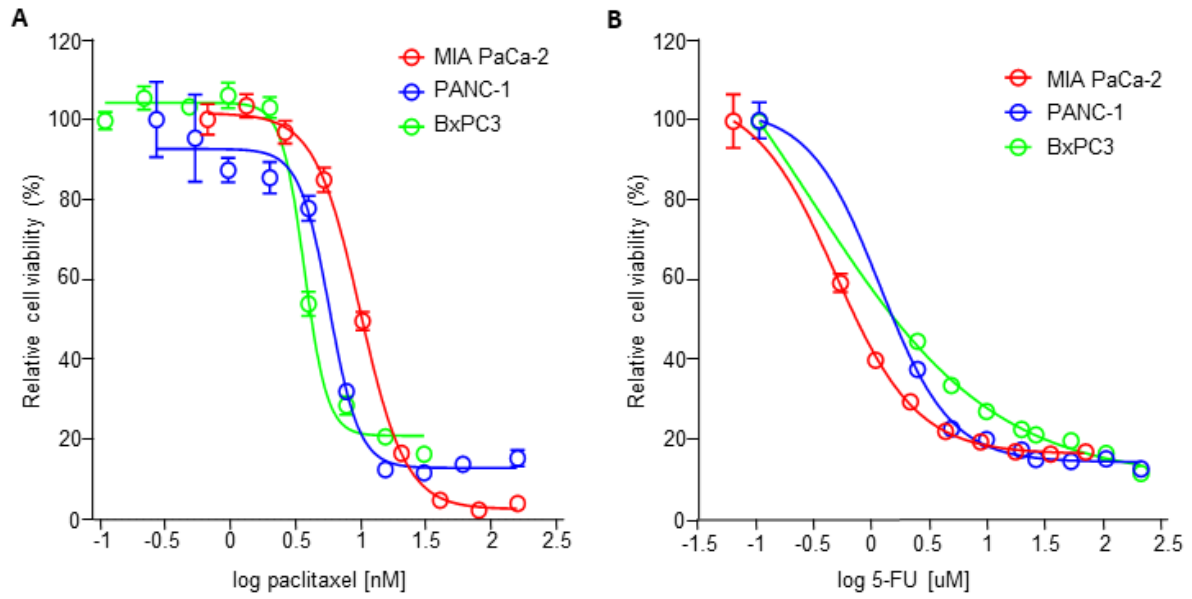 A
120
100
80
60
40
20
0
Relative cell viability (%)
-1
-0.5
0
0.5
1
1.5
2
2.5
log paclitaxel [nM]
MIA PaCa-2
PANC-1
BxPC3
B
120
100
80
60
40
20
0
Relative cell viability (%)
-1.5
-1
-0.5
0
0.5
1
1.5
2
2.5
log 5-FU [uM]
MIA PaCa-2
PANC-1
BxPC3